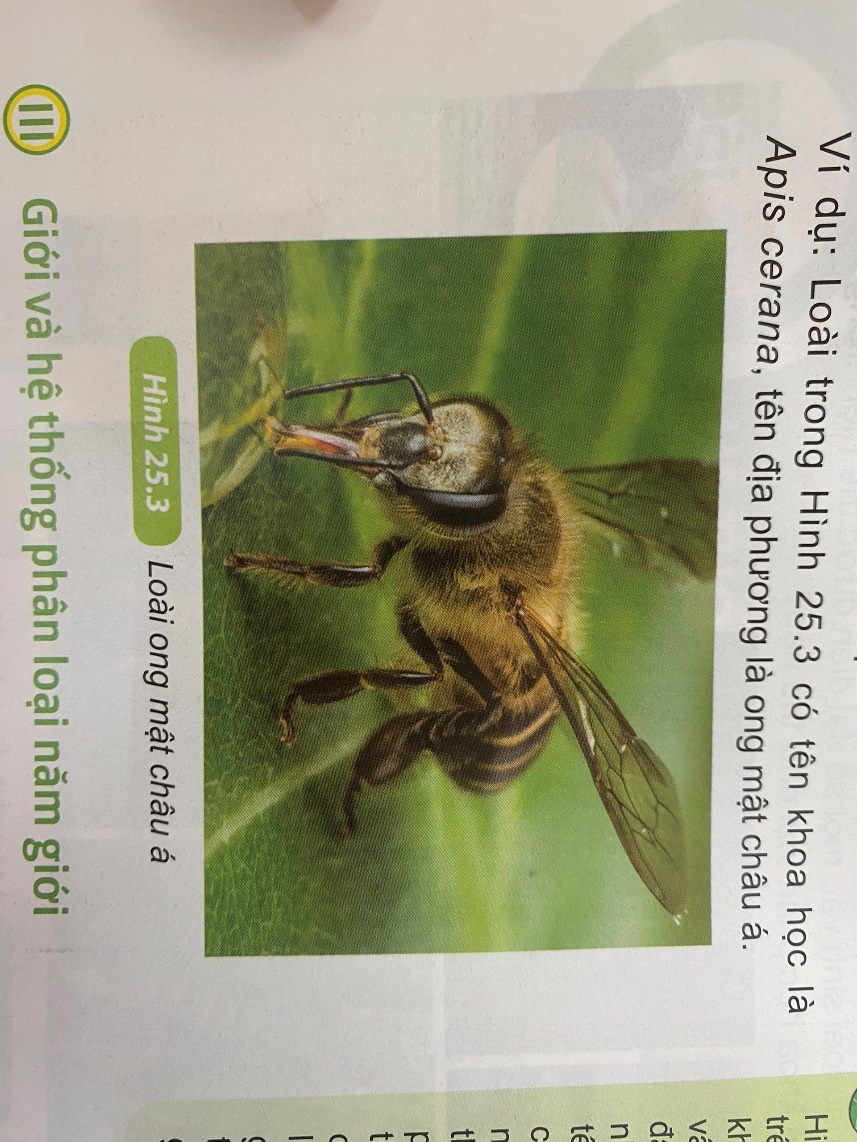 Ví dụ: Loài trong Hình 25.3 có tên khoa học là
Apis cerana, tên địa phương là ong mật châu á.
Hình 25.3 Loài ong mật châu á
III Giới và hệ thống phân loại năm giới